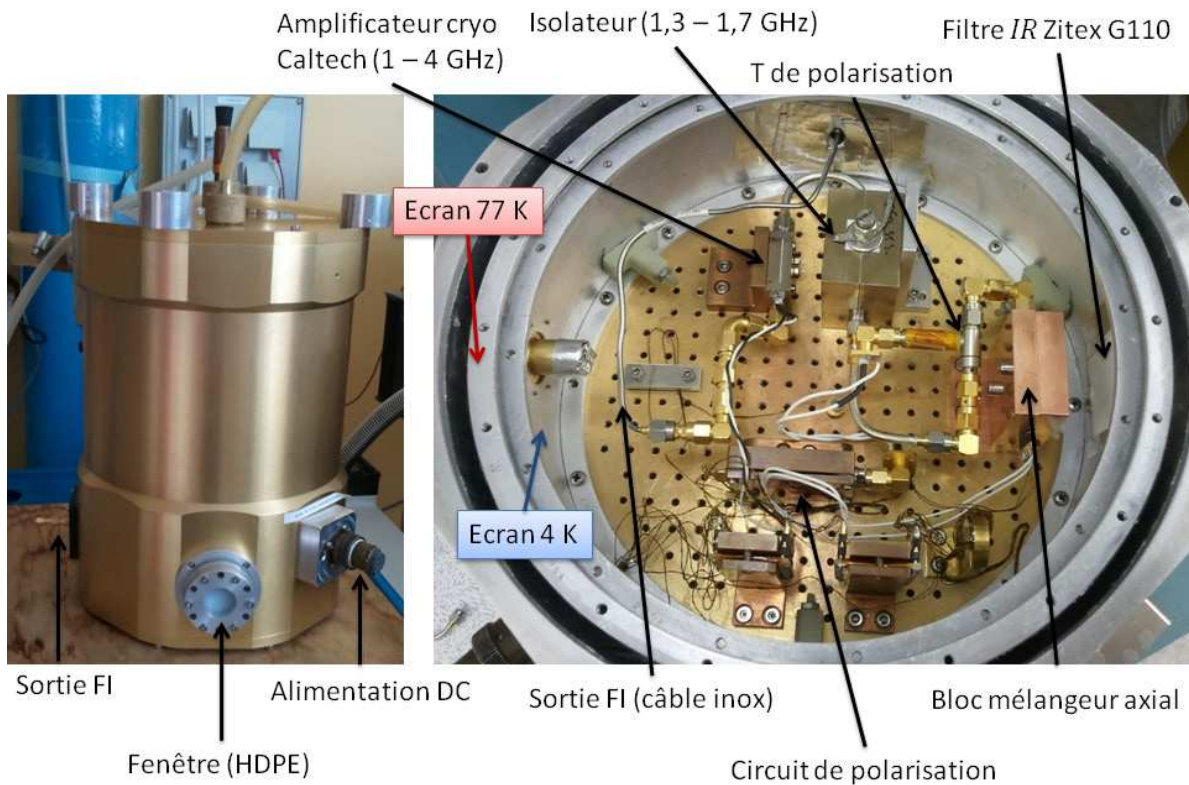 Amplificateur cryo
Caltech (1 – 4 GHz)
Isolateur (1,3 – 1,7 GHz)
Filtre IR Zitex G110
T de polarisation
Ecran 77 K
Ecran 4 K
Sortie FI
Alimentation DC
Sortie FI (câble inox)
Bloc mélangeur axial
Fenêtre (HDPE)
Circuit de polarisation